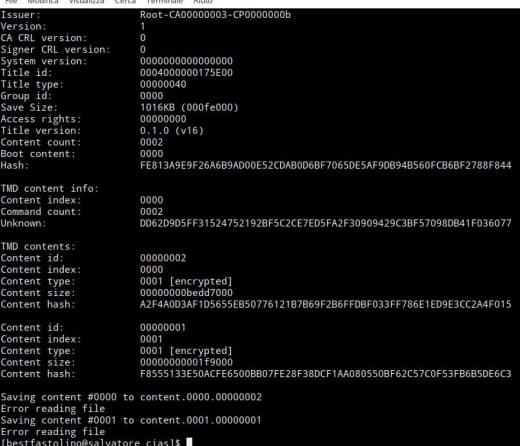 File Modifica Visualizza Cerca Terminale Aiuto
Issuer: Root-CA00000003-CP0000000b
Version: 1
CA CRL version: 0
Signer CRL version: 0
System version: 0000000000000000
Title id: 0004000000175E00
Title type: 00000040
Group id: 0000
Save Size: 1016KB (000fe000)
Access rights: 00000000
Title version: 0.1.0 (v16)
Content count: 0002
Boot content: 0000
Hash: FE813A9E9F26A6B9AD00E52CDAB0D6BF7065DE5AF9DB94B560FCB6BF2788F844
TMD content info:
Content index: 0000
Command count: 0002
Unknown: DD62D9D5FF31524752192BF5C2CE7ED5FA2F30909429C3BF57098DB41F036077
TMD contents:
Content id: 00000002
Content index: 0000
Content type: 0001 [encrypted]
Content size: 00000000bedd7000
Content hash: A2F4A0D3AF1D5655EB50776121B7B69F2B6FFDBF033FF786E1ED9E3CC2A4F015
Content id: 00000001
Content index: 0001
Content type: 0001 [encrypted]
Content size: 00000000001f9000
Content hash: F8555133E50ACFE6500BB07FE28F38DCF1AA080550BF62C57C0F53FB6B5DE6C3
Saving content #0000 to content.0000.00000002
Error reading file
Saving content #0001 to content.0001.00000001
Error reading file
[bestfastolino@salvatore cias]$